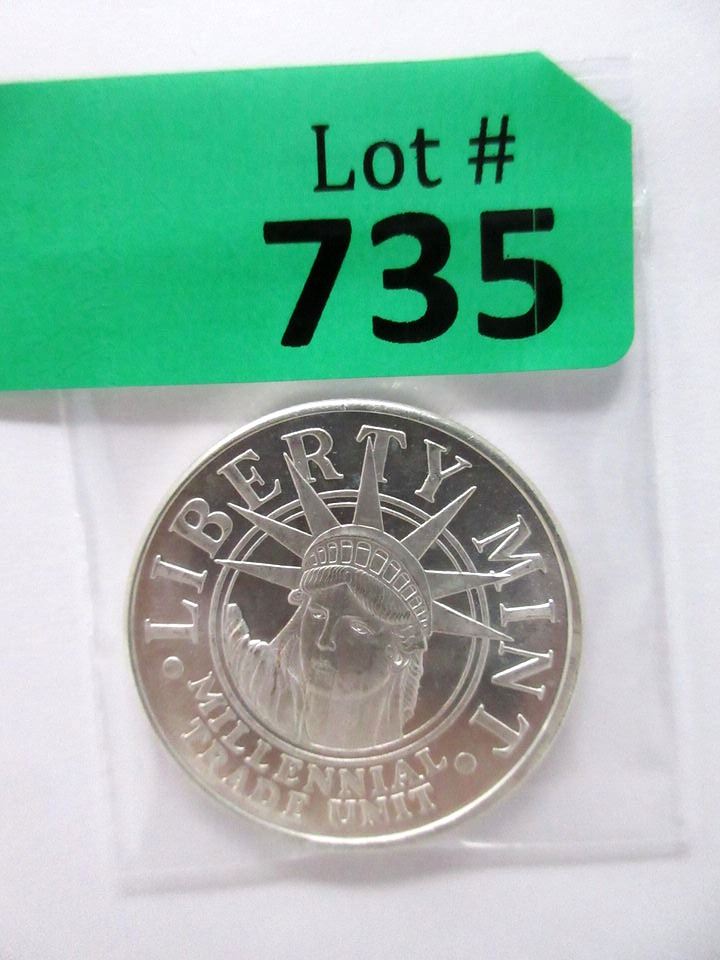 Lot #
735
LIBERTY MINT
MILLENNIAL
TRADE UNIT